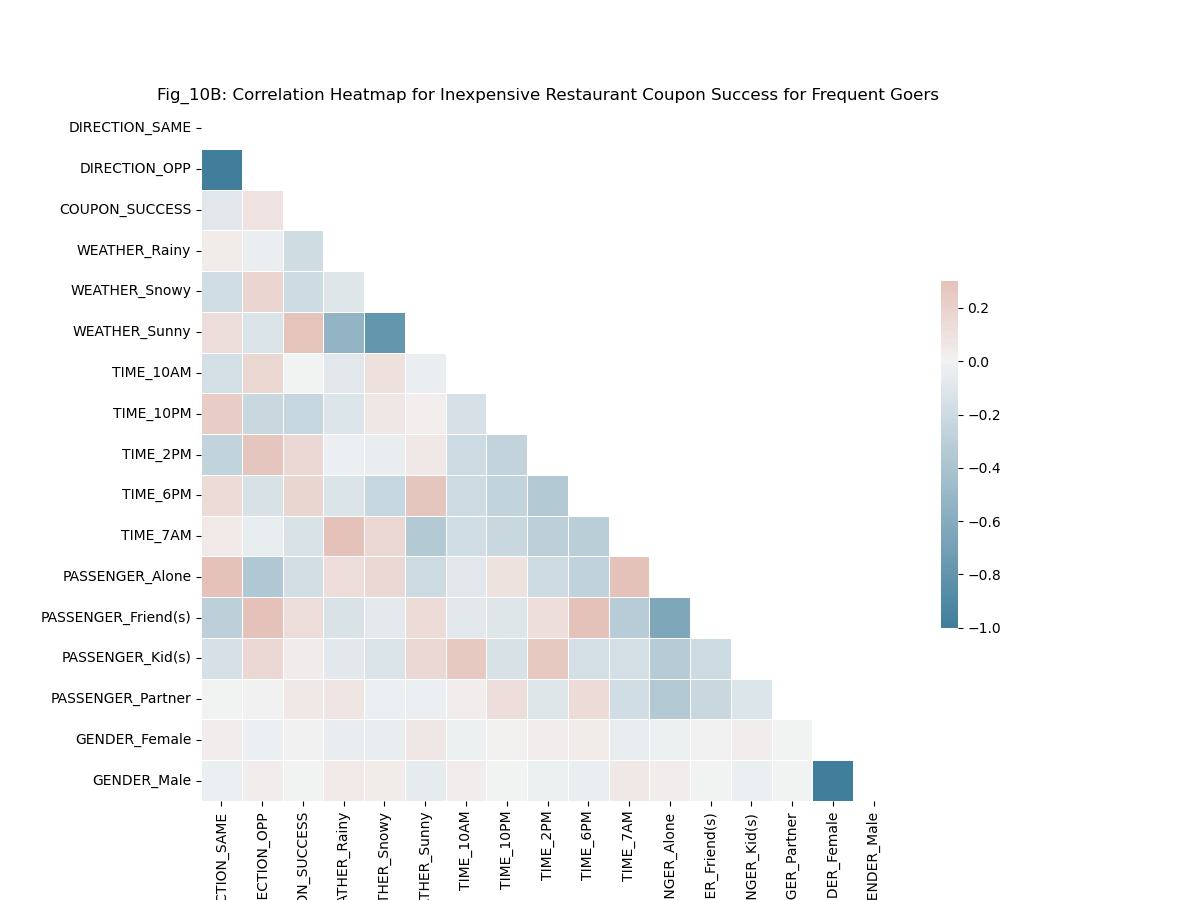 Fig_10B: Correlation Heatmap for Inexpensive Restaurant Coupon Success for Frequent Goers
DIRECTION_SAME
DIRECTION_OPP
COUPON_SUCCESS
WEATHER_Rainy
WEATHER_Snowy
WEATHER_Sunny
TIME_10AM
TIME_10PM
TIME_2PM
TIME_6PM
TIME_7AM
PASSENGER_Alone
PASSENGER_Friend(s)
PASSENGER_Kid(s)
PASSENGER_Partner
GENDER_Female
GENDER_Male
0.2
0.0
−0.2
−0.4
−0.6
−0.8
−1.0
CTION_SAME
ECTION_OPP
ON_SUCCESS
ATHER_Rainy
THER_Snowy
THER_Sunny
TIME_10AM
TIME_10PM
TIME_2PM
TIME_6PM
TIME_7AM
NGER_Alone
ER_Friend(s)
NGER_Kid(s)
GER_Partner
DER_Female
ENDER_Male